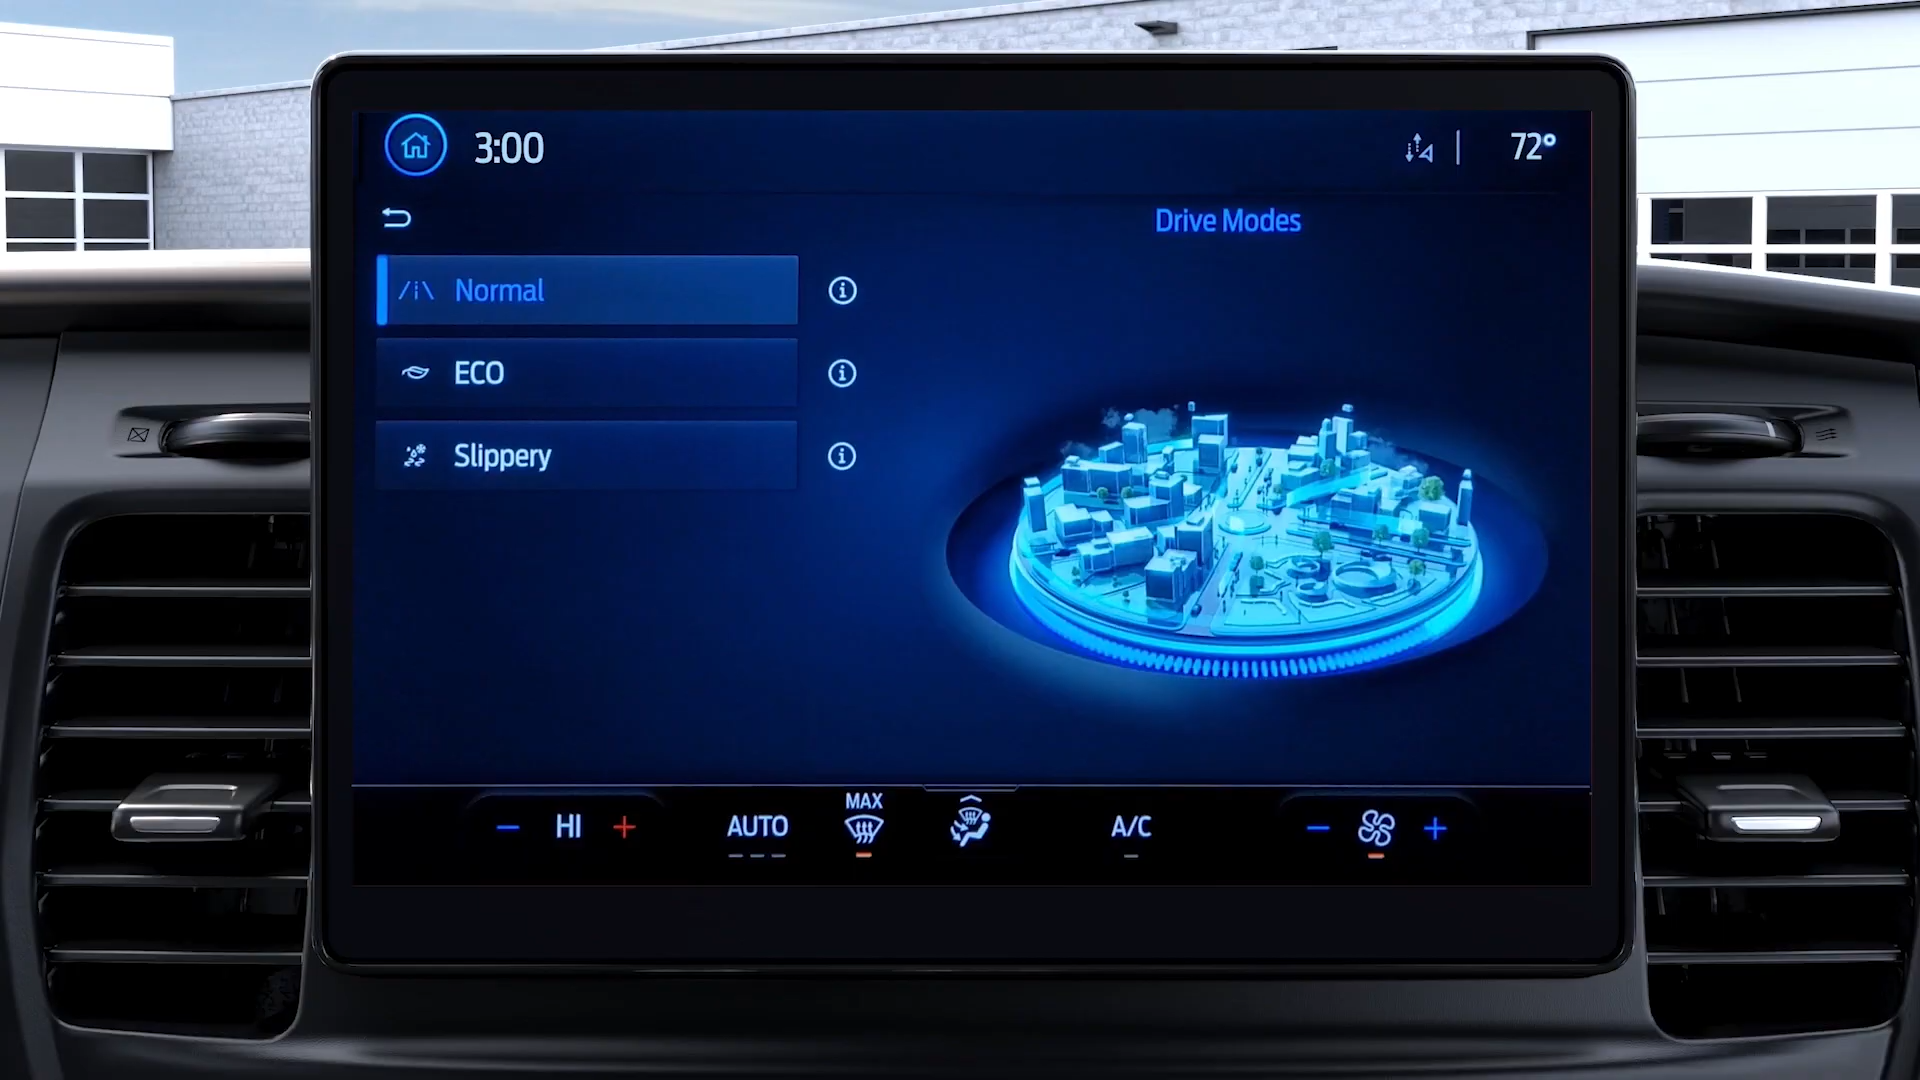 3:00
72°
Drive Modes
Normal
ECO
Slippery
HI
AUTO
MAX
A/C